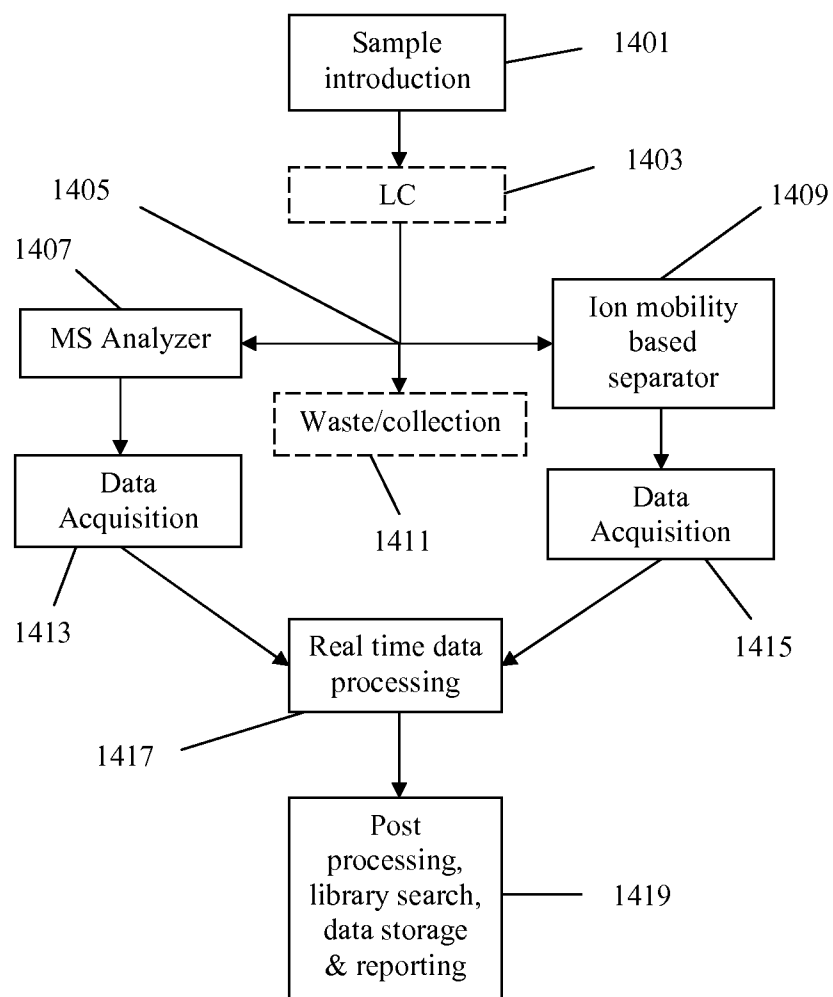 Sample
introduction
1401
LC
1403
1405
1407
1409
MS Analyzer
Ion mobility
based
separator
Waste/collection
1411
Data
Acquisition
1413
Data
Acquisition
1415
Real time data
processing
1417
Post
processing,
library search,
data storage
& reporting
1419